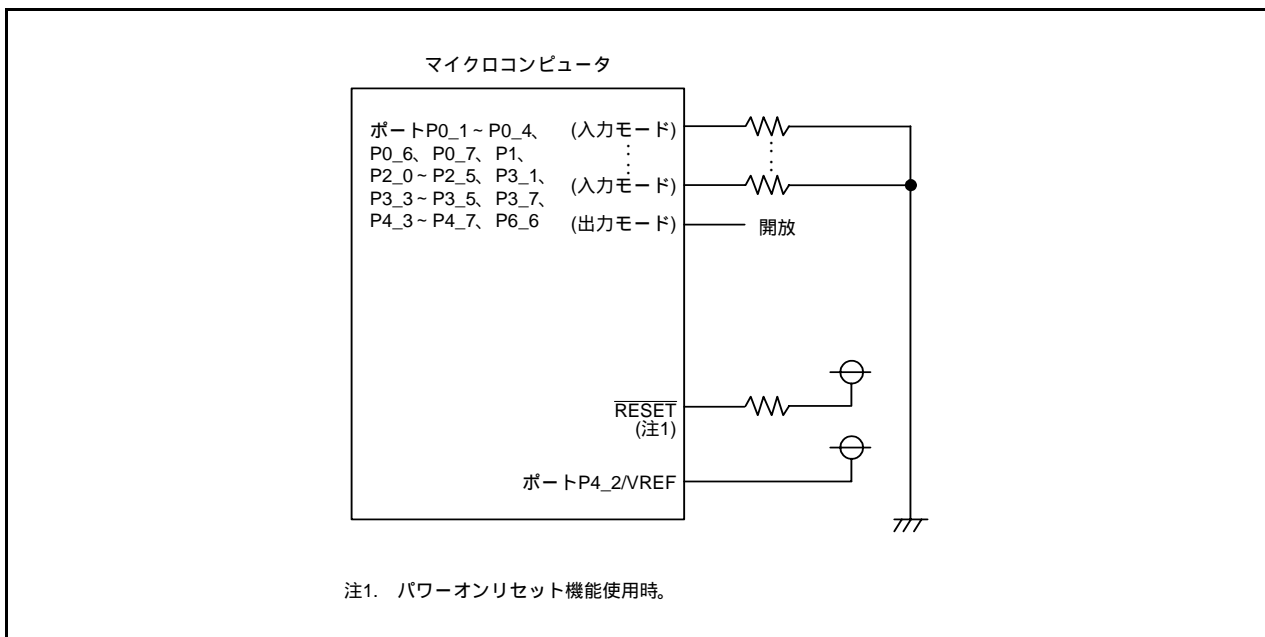 マイクロコンピュータ
ポートP0_1～P0_4、 (入力モード)
P0_6、P0_7、P1、
P2_0～P2_5、P3_1、 (入力モード)
P3_3～P3_5、P3_7、
P4_3～P4_7、P6_6 (出力モード) 開放
RESET
(注1)
ポートP4_2/VREF
注1. パワーオンリセット機能使用時。